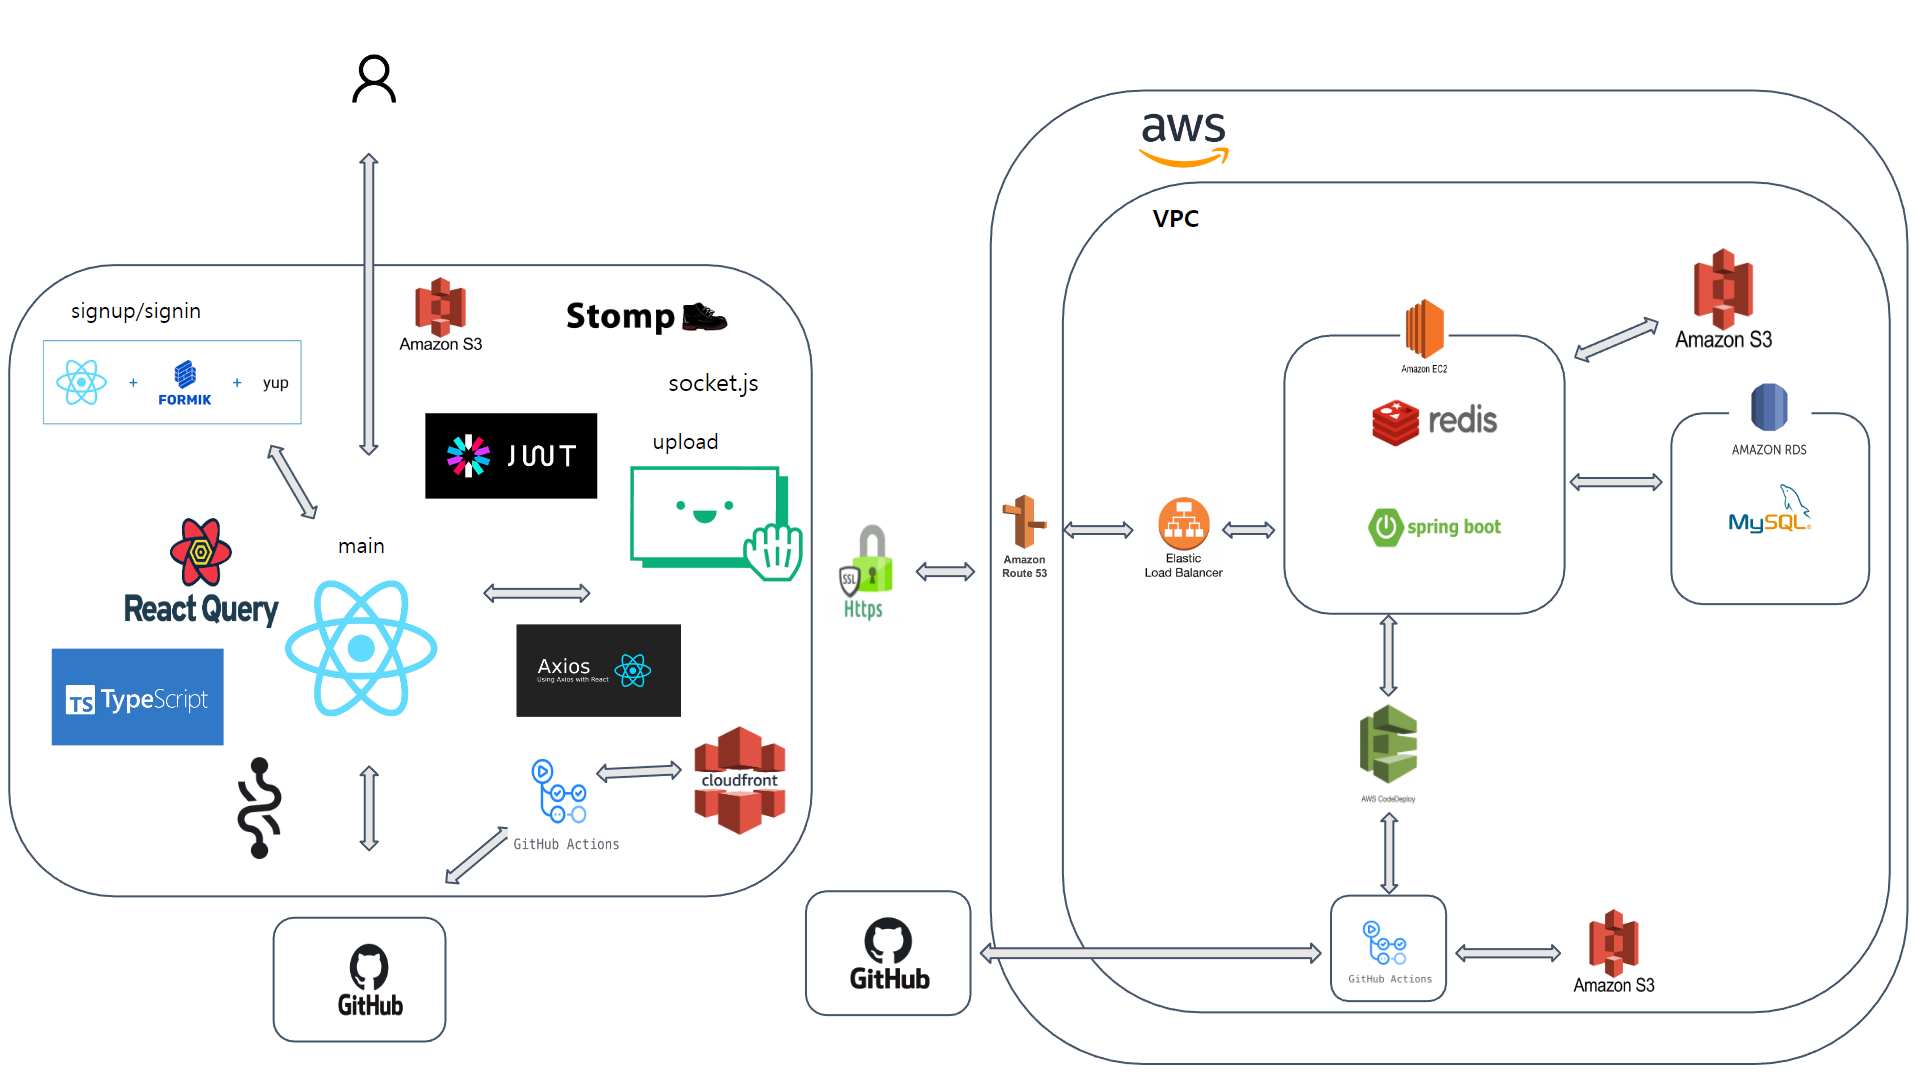 signup/signin
+
FORMIK
+
yup
Amazon S3
Stomp
socket.js
JWT
upload
main
React Query
TS TypeScript
Axios
Using Axios with React
cloudfront
GitHub Actions
GitHub
SSL
Https
GitHub
aws
VPC
Amazon
Route 53
Elastic
Load Balancer
Amazon EC2
redis
spring boot
Amazon S3
AMAZON RDS
MySQL®
AWS CodeDeploy
GitHub Actions
Amazon S3